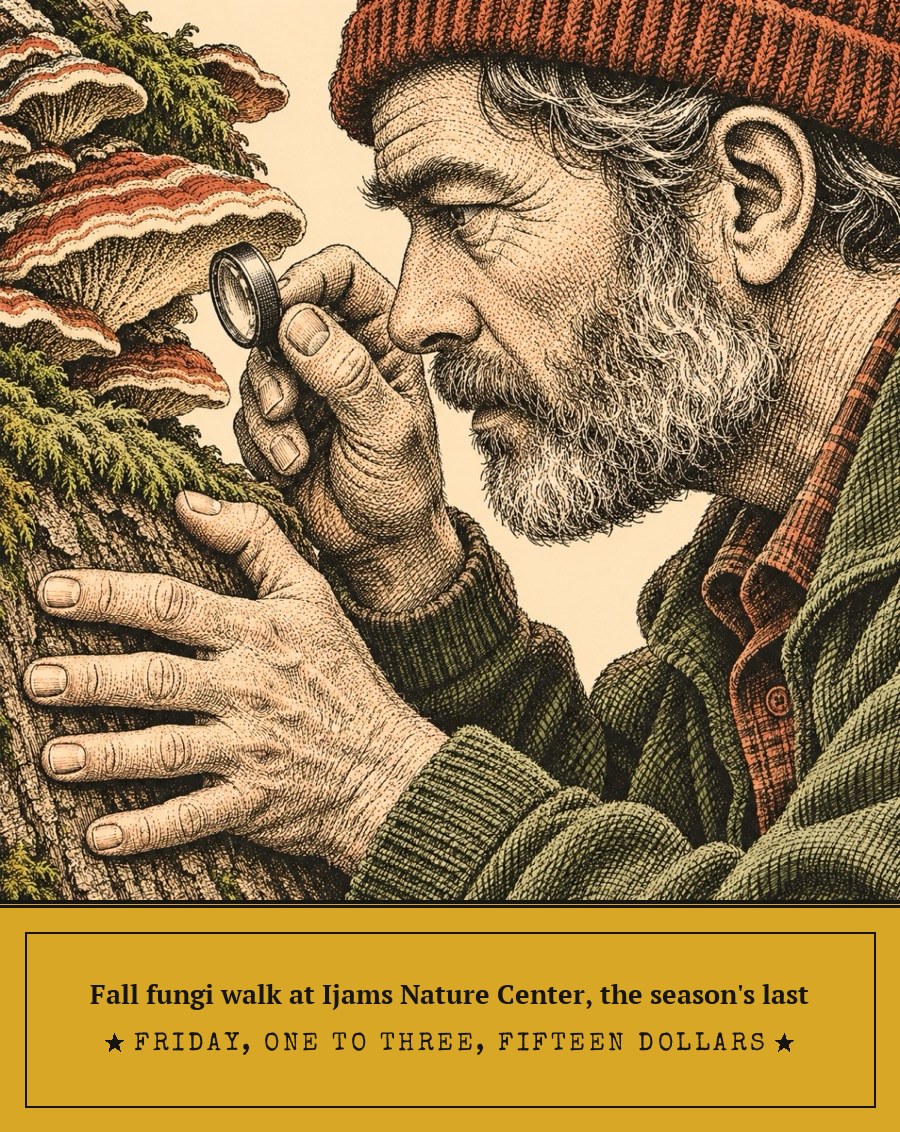 Fall fungi walk at Ijams Nature Center, the season's last
★ FRIDAY, ONE TO THREE, FIFTEEN DOLLARS ★